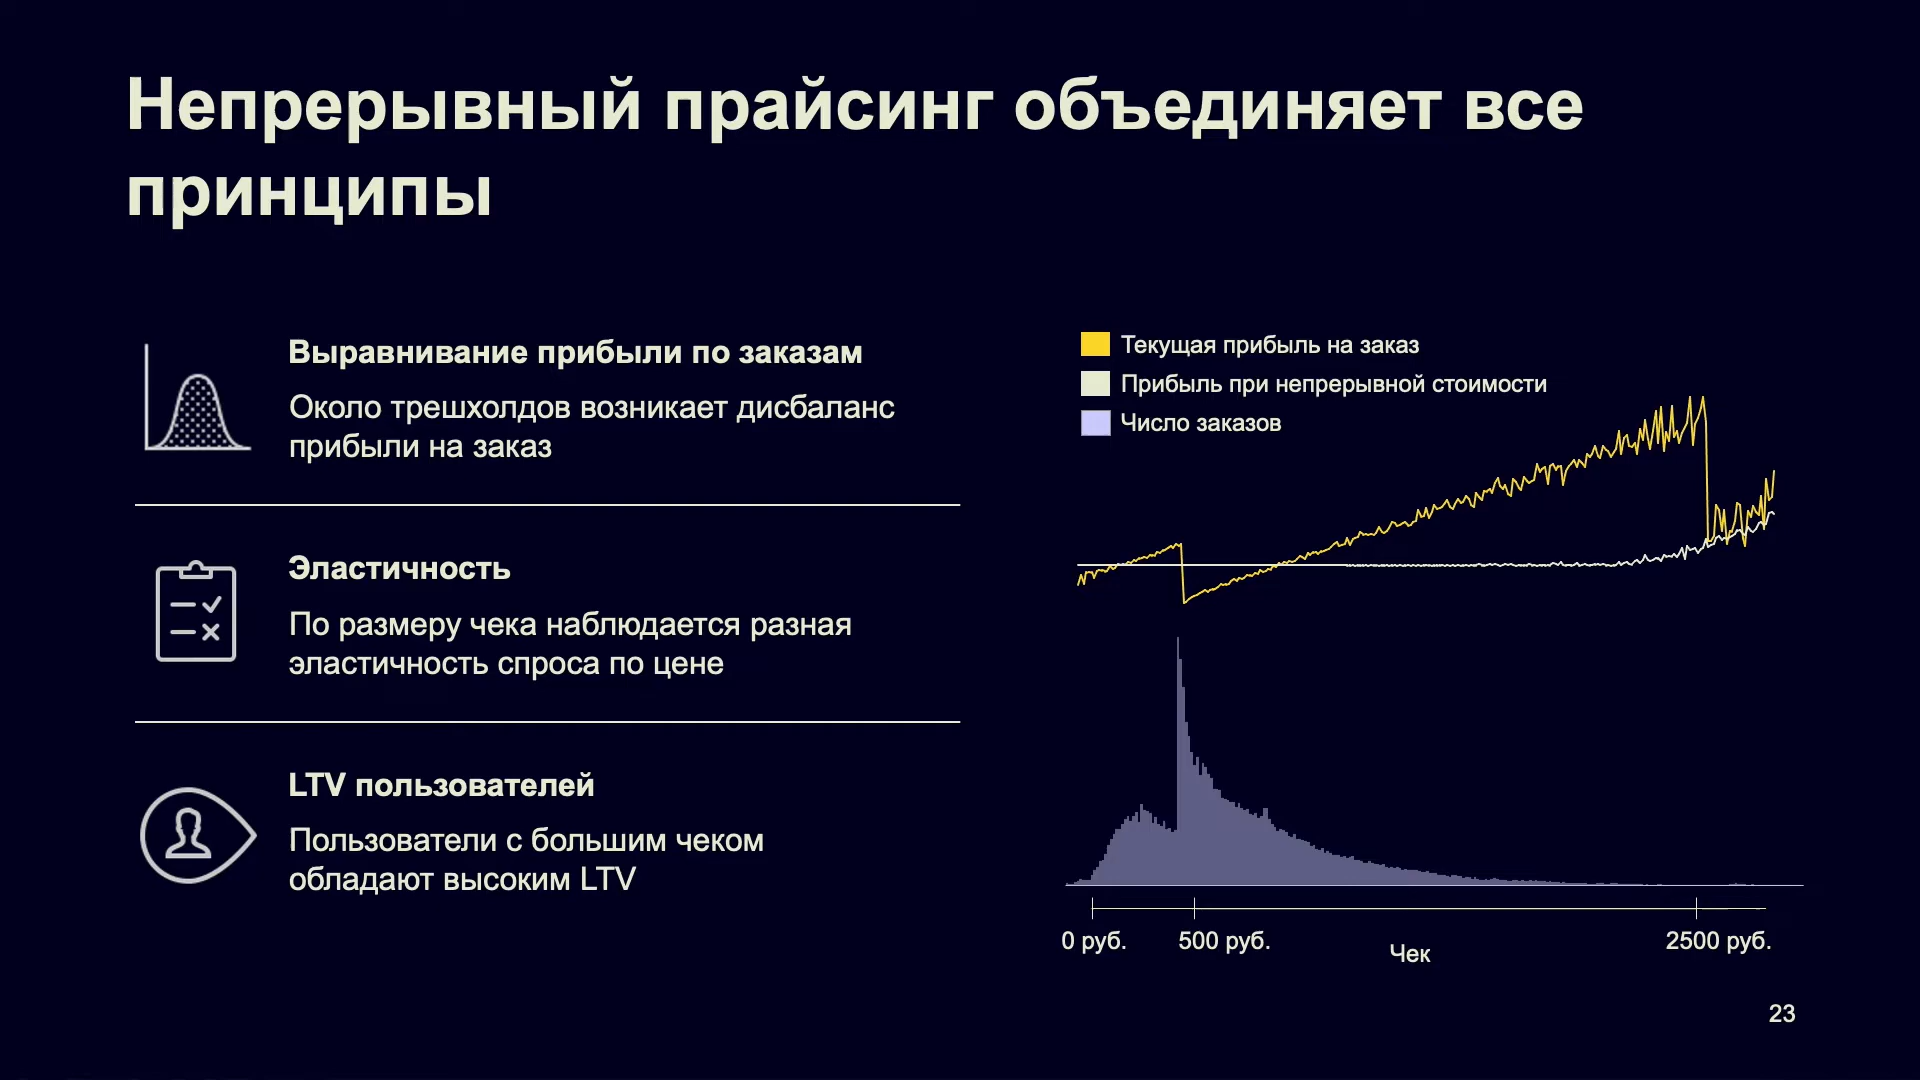 Непрерывный прайсинг объединяет все
принципы
Выравнивание прибыли по заказам
Около трешхолдов возникает дисбаланс
прибыли на заказ
Эластичность
По размеру чека наблюдается разная
эластичность спроса по цене
LTV пользователей
Пользователи с большим чеком
обладают высоким LTV
Текущая прибыль на заказ
Прибыль при непрерывной стоимости
Число заказов
0 руб.
500 руб.
2500 руб.
Чек
23